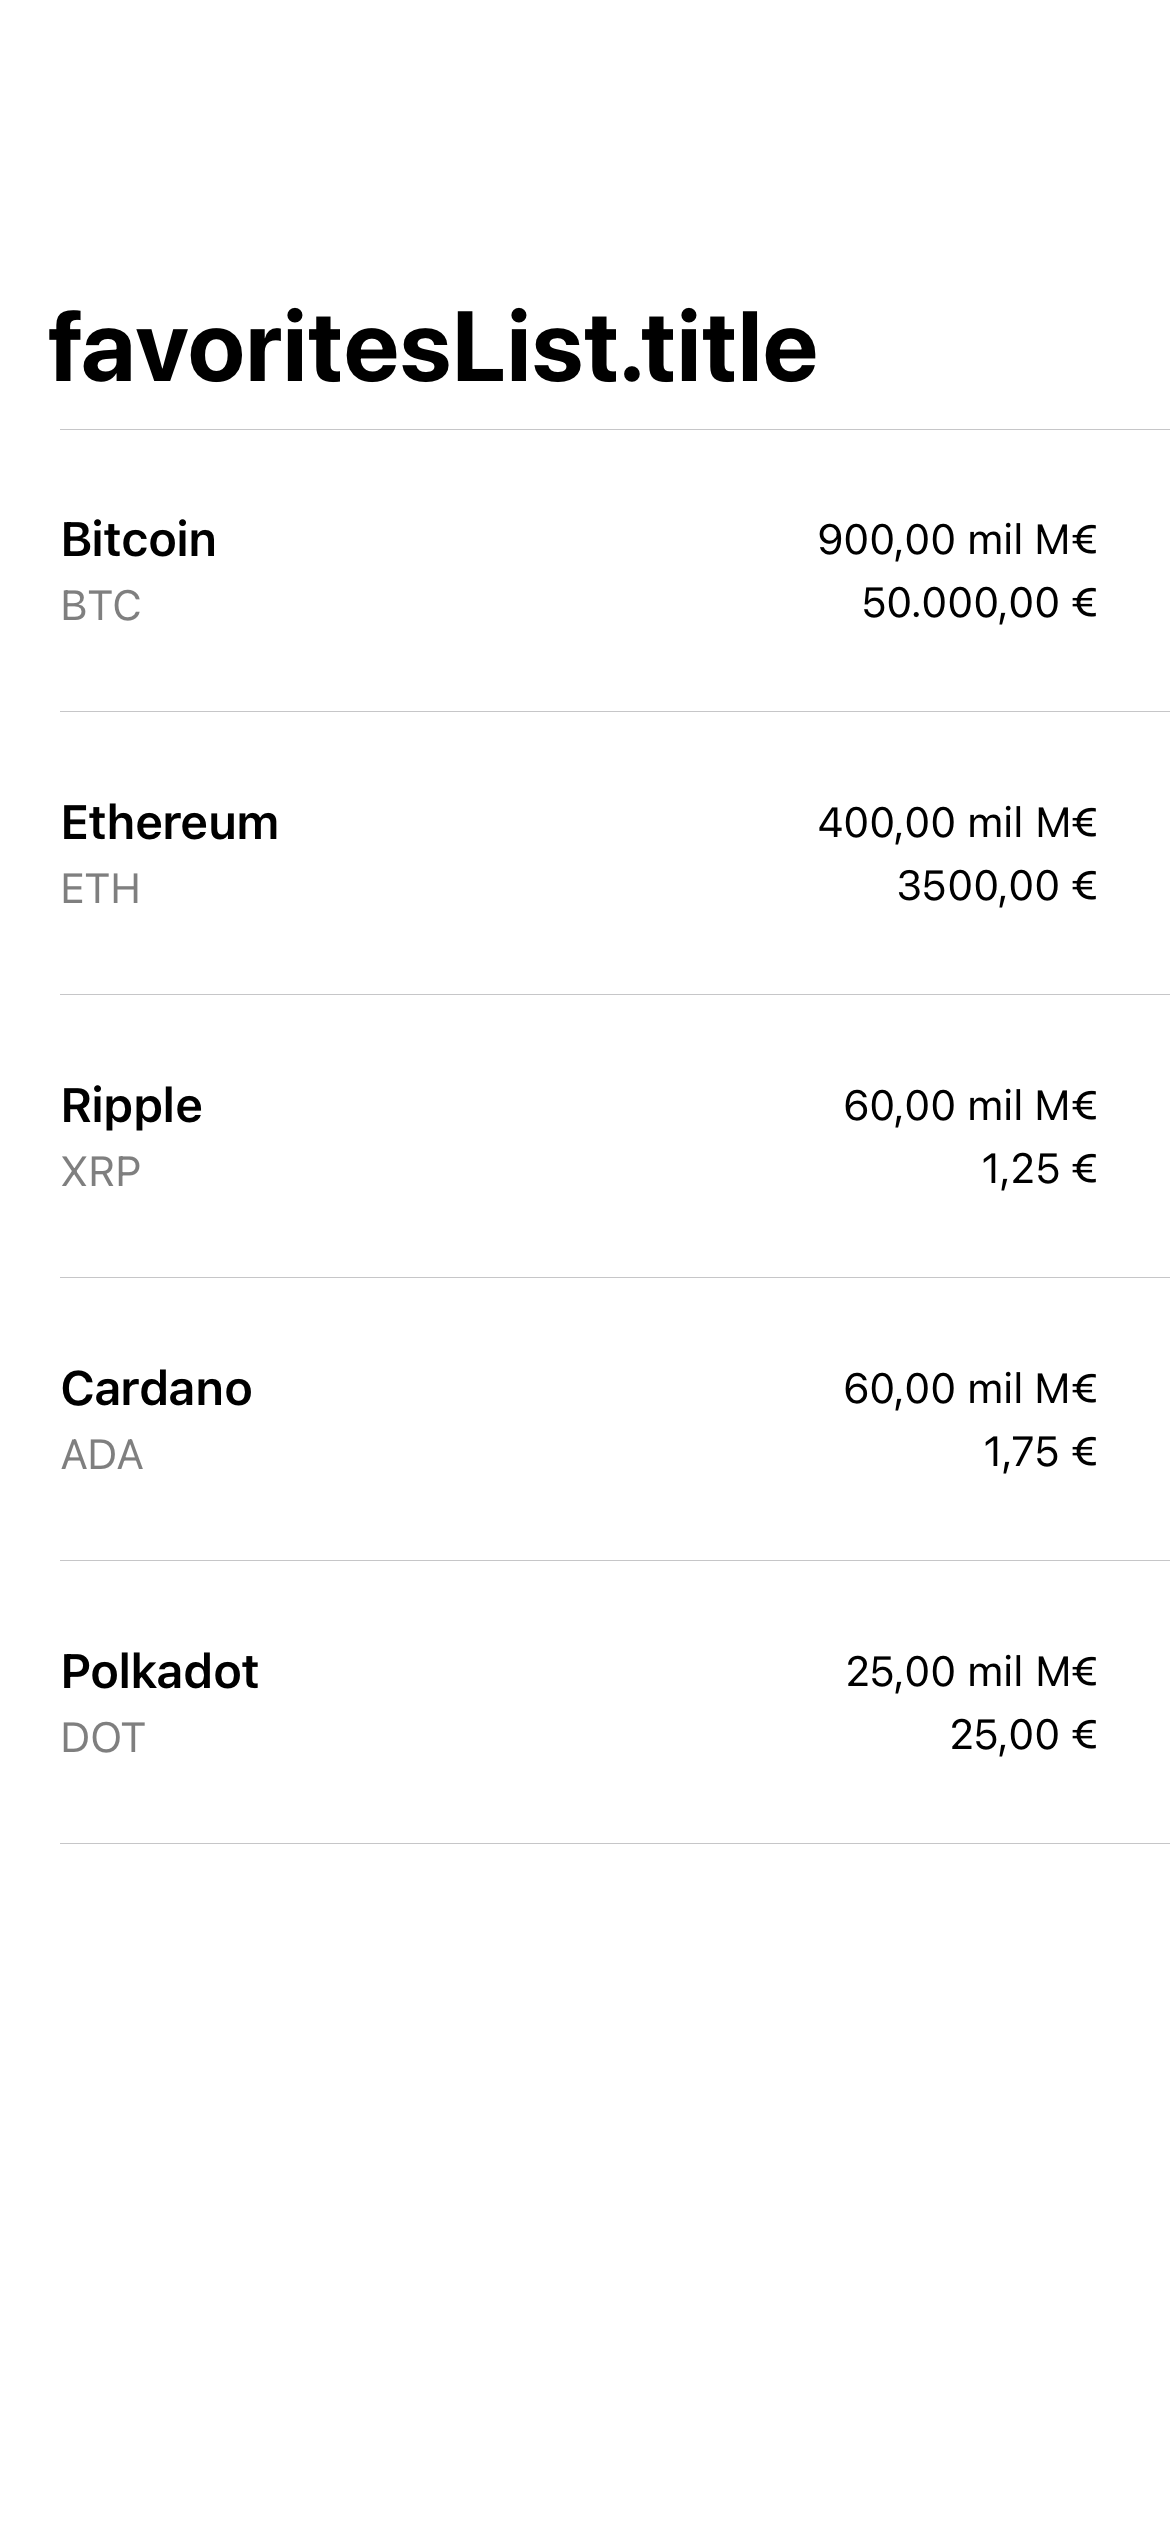 favoritesList.title
Bitcoin
900,00 mil M€
BTC
50.000,00 €
Ethereum
400,00 mil M€
ETH
3500,00 €
Ripple
60,00 mil M€
XRP
1,25 €
Cardano
60,00 mil M€
ADA
1,75 €
Polkadot
25,00 mil M€
DOT
25,00 €